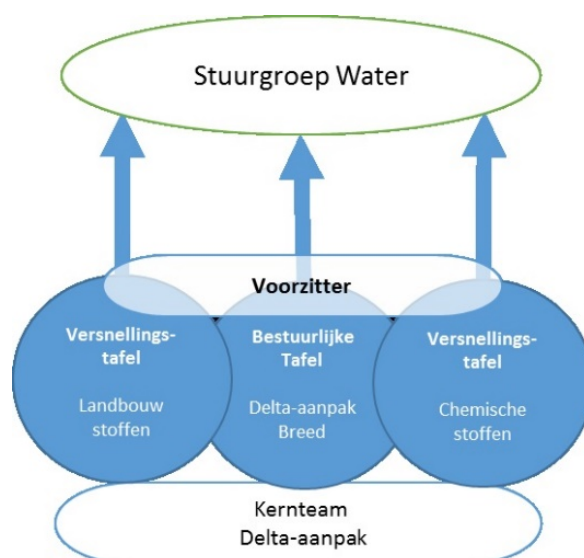 Stuurgroep Water
Voorzitter
Versnellings-
tafel
Landbouw
stoffen
Bestuurlijke
Tafel
Delta-aanpak
Breed
Versnellings-
tafel
Chemische
stoffen
Kernteam
Delta-aanpak